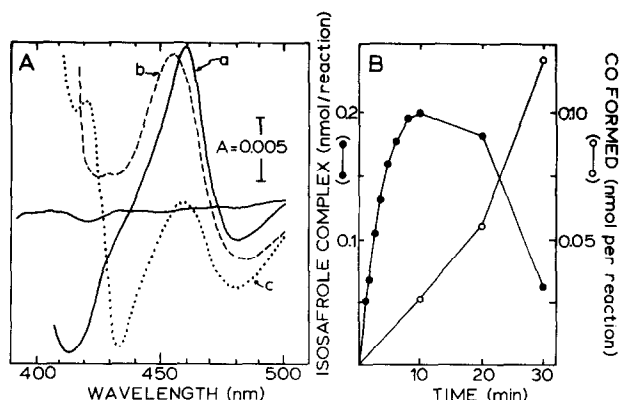 A
b
a
A=0.005
c
400
450
500
WAVELENGTH (nm)
ISOSAFROLE COMPLEX (nmol/reaction)
(●—●)
B
0.2
0.1
0.10
0.05
0
10
20
30
TIME (min)
CO FORMED (nmol per reaction)
(○—○)